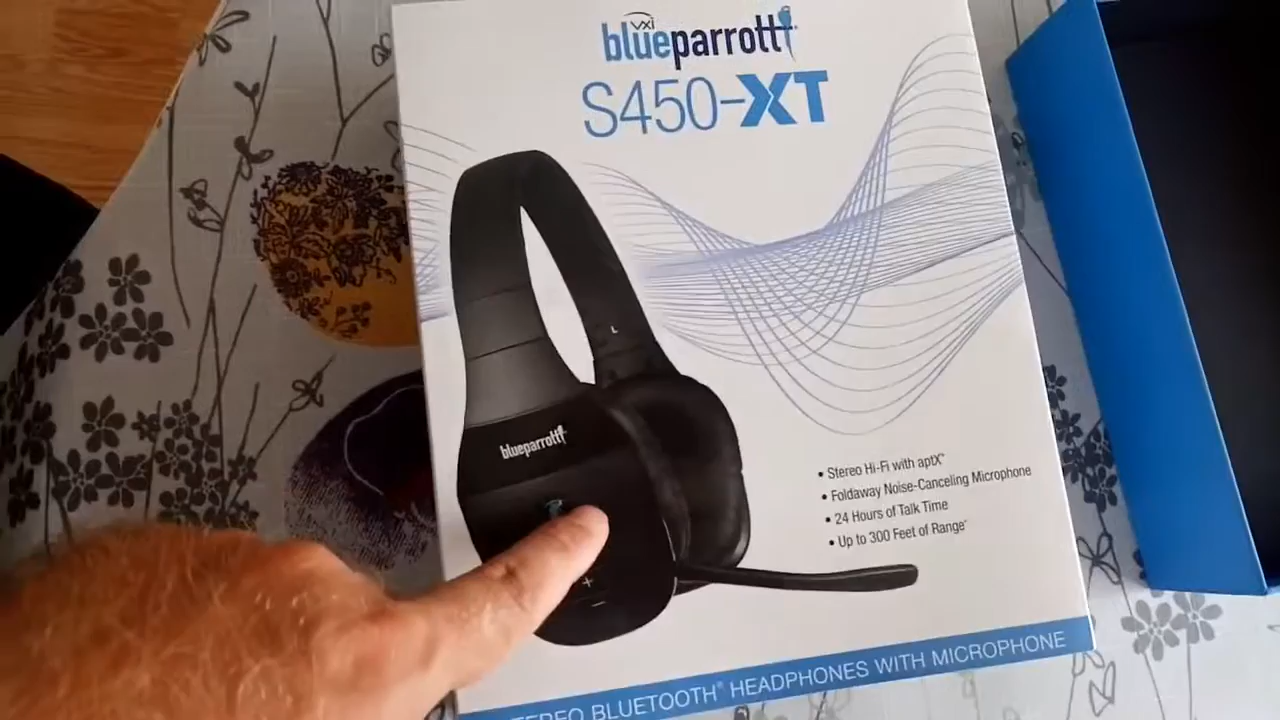 vxi
blueparrott
S450-XT
L
blueparrott
• Stereo Hi-Fi with aptX®
• Foldaway Noise-Canceling Microphone
• 24 Hours of Talk Time
• Up to 300 Feet of Range*
+
–
BLUETOOTH® HEADPHONES WITH MICROPHONE